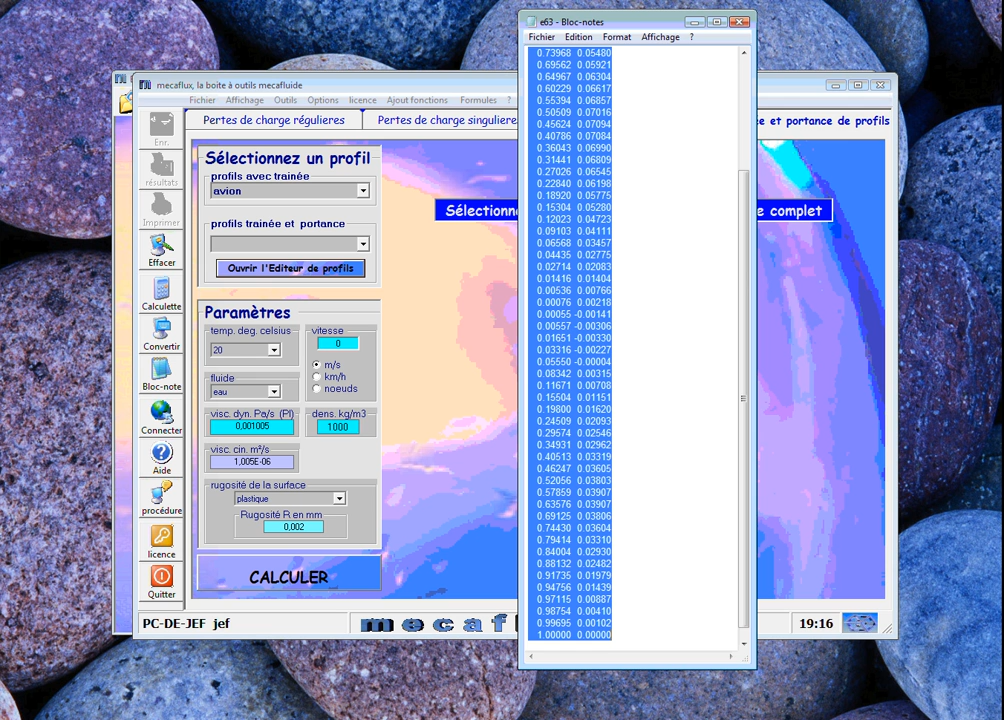 mecaflux, la boite à outils mecafluide
Fichier Affichage Outils Options licence Ajout fonctions Formules ?
Pertes de charge régulieres
Pertes de charge singuliere
e et portance de profils
Enr.
résultats
Imprimer
Effacer
Calculette
Convertir
Bloc-note
Connecter
Aide
procédure
licence
Quitter
Sélectionnez un profil
profils avec trainée
avion
profils trainée et portance
Ouvrir l'Editeur de profils
Sélectionn
e complet
Paramètres
temp. deg. celsius
20
vitesse
0
m/s
km/h
noeuds
fluide
eau
visc. dyn. Pa/s (Pl)
0,001005
dens. kg/m3
1000
visc. cin. m²/s
1,005E-06
rugosité de la surface
plastique
Rugosité R en mm
0,002
CALCULER
PC-DE-JEF jef
mecaf
19:16
e63 - Bloc-notes
Fichier Edition Format Affichage ?
0.73968 0.05480
0.69562 0.05921
0.64967 0.06304
0.60229 0.06617
0.55394 0.06857
0.50509 0.07016
0.45624 0.07094
0.40786 0.07084
0.36043 0.06990
0.31441 0.06809
0.27026 0.06545
0.22840 0.06198
0.18920 0.05775
0.15304 0.05280
0.12023 0.04723
0.09103 0.04111
0.06568 0.03457
0.04435 0.02775
0.02714 0.02083
0.01416 0.01404
0.00536 0.00766
0.00076 0.00218
0.00055 -0.00141
0.00557 -0.00306
0.01651 -0.00330
0.03316 -0.00227
0.05550 -0.00004
0.08342 0.00315
0.11671 0.00708
0.15504 0.01151
0.19800 0.01620
0.24509 0.02093
0.29574 0.02546
0.34931 0.02962
0.40513 0.03319
0.46247 0.03605
0.52056 0.03803
0.57859 0.03907
0.63576 0.03907
0.69125 0.03806
0.74430 0.03604
0.79414 0.03310
0.84004 0.02930
0.88132 0.02482
0.91735 0.01979
0.94756 0.01439
0.97115 0.00887
0.98754 0.00410
0.99695 0.00102
1.00000 0.00000